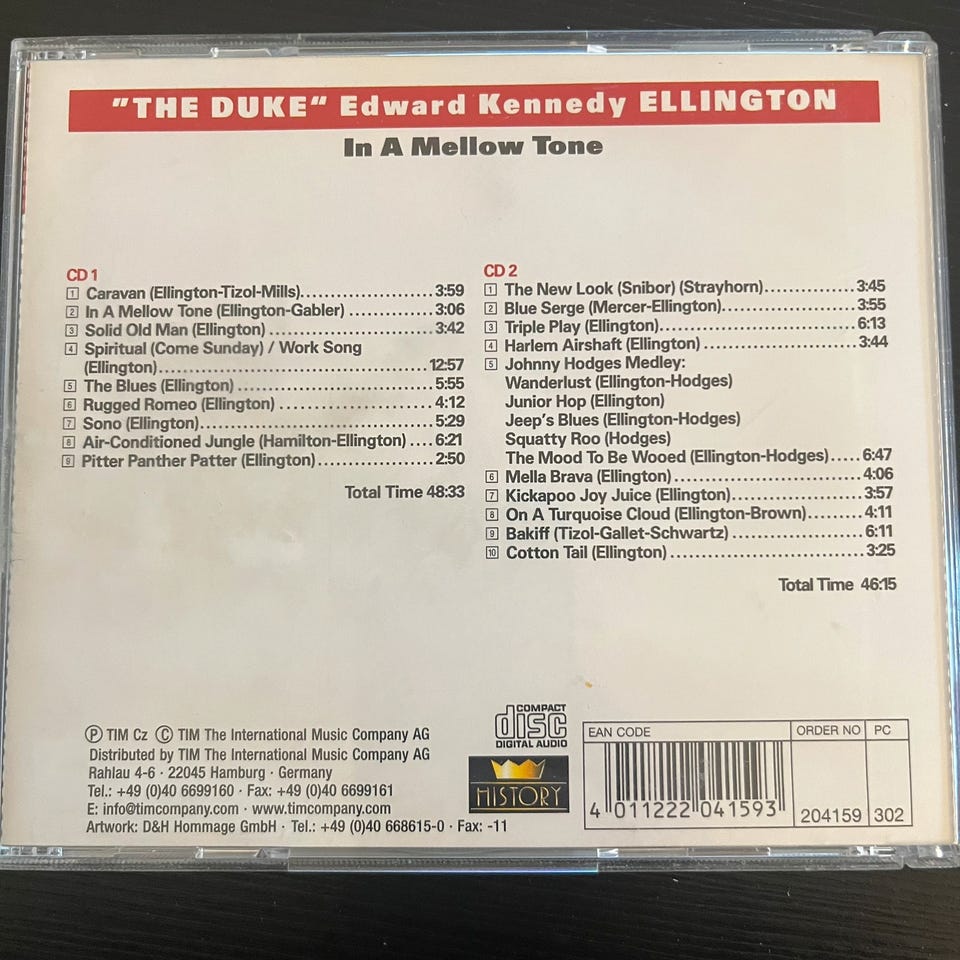 "THE DUKE“ Edward Kennedy ELLINGTON
In A Mellow Tone
CD 1
1 Caravan (Ellington-Tizol-Mills)....................3:59
2 In A Mellow Tone (Ellington-Gabler) ..............3:06
3 Solid Old Man (Ellington) ..........................3:42
4 Spiritual (Come Sunday) / Work Song
(Ellington)...........................................12:57
5 The Blues (Ellington) ...............................5:55
6 Rugged Romeo (Ellington) .........................4:12
7 Sono (Ellington)......................................5:29
8 Air-Conditioned Jungle (Hamilton-Ellington) ....6:21
9 Pitter Panther Patter (Ellington)...................2:50
Total Time 48:33
CD 2
1 The New Look (Snibor) (Strayhorn)...............3:45
2 Blue Serge (Mercer-Ellington)......................3:55
3 Triple Play (Ellington)...............................6:13
4 Harlem Airshaft (Ellington) ........................3:44
5 Johnny Hodges Medley:
Wanderlust (Ellington-Hodges)
Junior Hop (Ellington)
Jeep's Blues (Ellington-Hodges)
Squatty Roo (Hodges)
The Mood To Be Wooed (Ellington-Hodges).....6:47
6 Mella Brava (Ellington) .............................4:06
7 Kickapoo Joy Juice (Ellington).....................3:57
8 On A Turquoise Cloud (Ellington-Brown).........4:11
9 Bakiff (Tizol-Gallet-Schwartz) .....................6:11
10 Cotton Tail (Ellington) ..............................3:25
Total Time 46:15
Ⓟ TIM Cz Ⓒ TIM The International Music Company AG
Distributed by TIM The International Music Company AG
Rahlau 4-6 · 22045 Hamburg · Germany
Tel.: +49 (0)40 6699160 · Fax: +49 (0)40 6699161
E: info@timcompany.com · www.timcompany.com
Artwork: D&H Hommage GmbH · Tel.: +49 (0)40 668615-0 · Fax: -11
COMPACT
disc
DIGITAL AUDIO
HISTORY
EAN CODE
4 011222 041593
ORDER NO
204159
PC
302